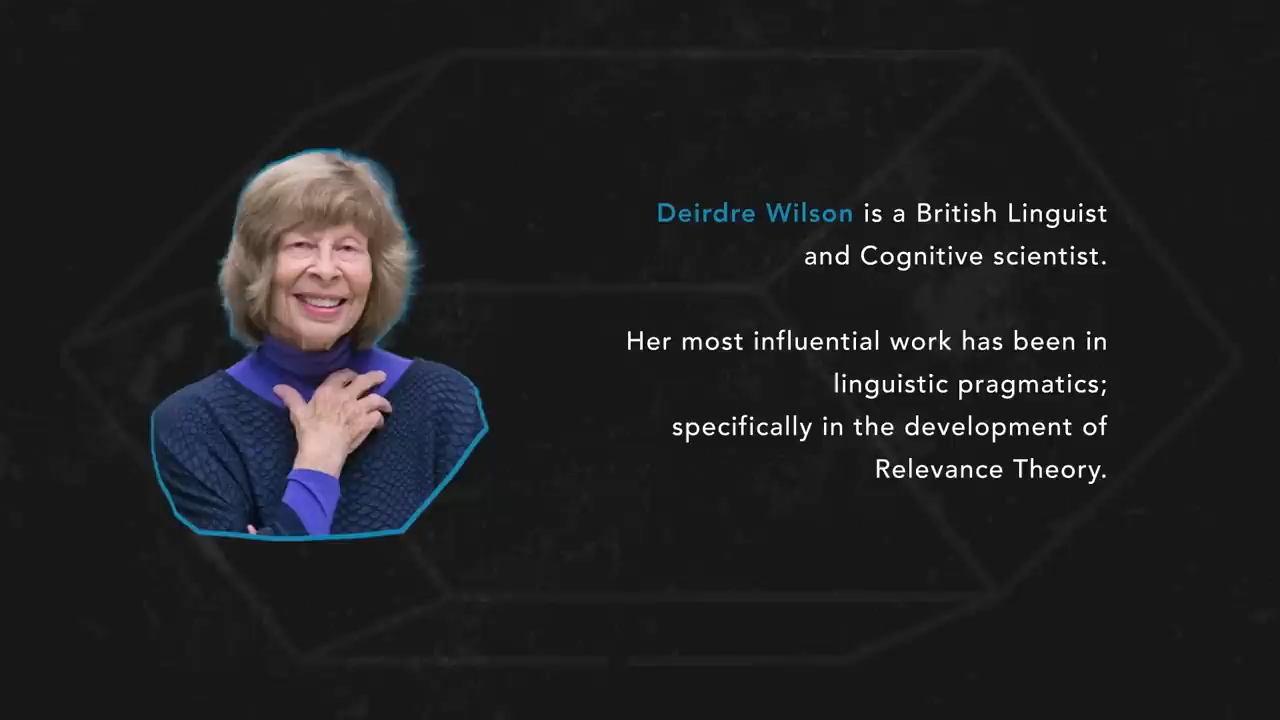 Deirdre Wilson is a British Linguist
and Cognitive scientist.
Her most influential work has been in
linguistic pragmatics;
specifically in the development of
Relevance Theory.